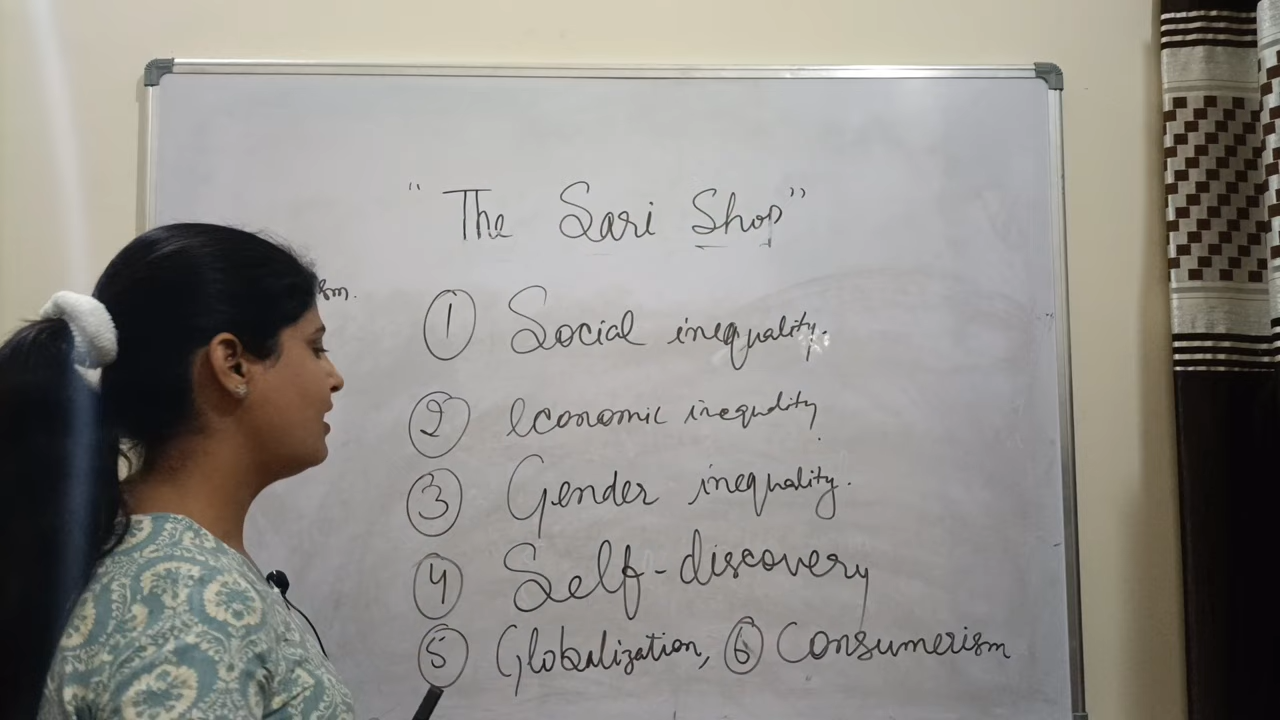 "The Sari Shop"
sm.
① Social inequality.
② economic inequality.
③ Gender inequality.
④ Self-discovery
⑤ Globalization, ⑥ Consumerism